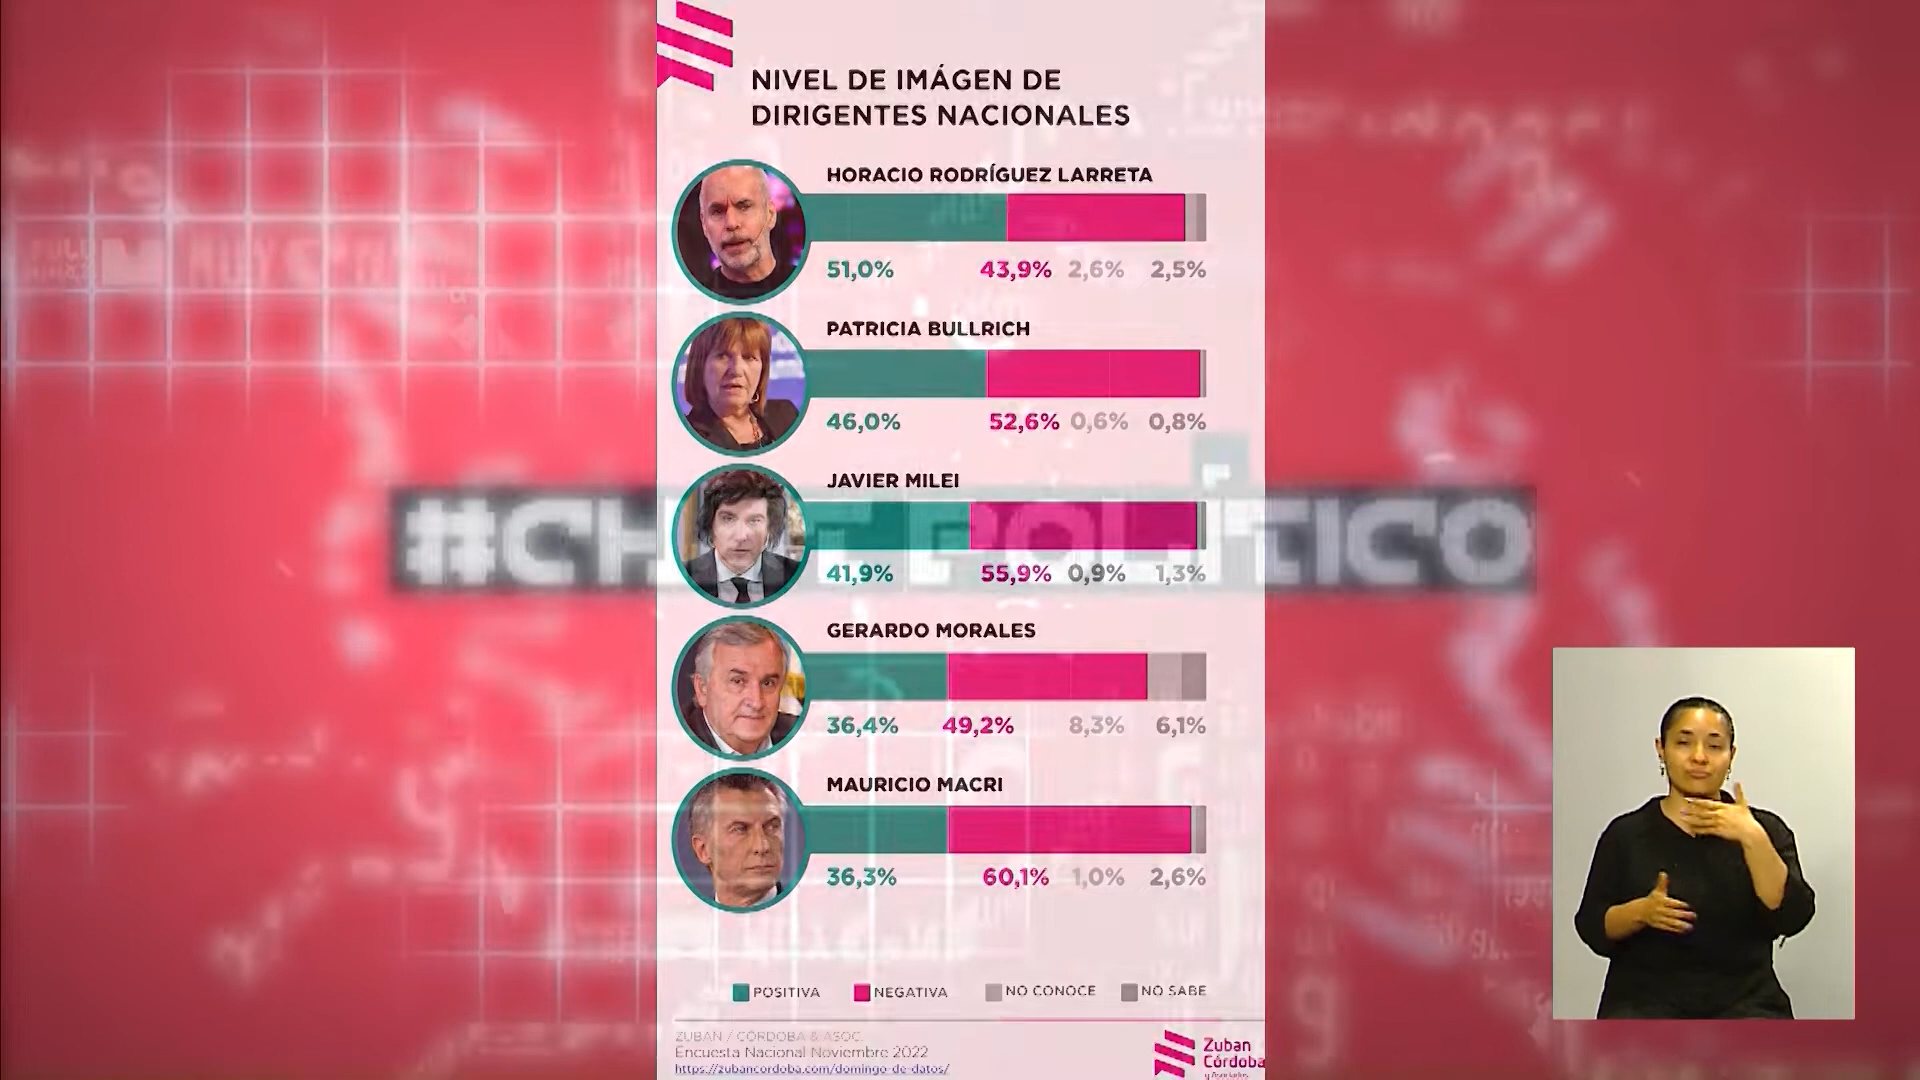 NIVEL DE IMÁGEN DE
DIRIGENTES NACIONALES
HORACIO RODRÍGUEZ LARRETA
51,0% 43,9% 2,6% 2,5%
PATRICIA BULLRICH
46,0% 52,6% 0,6% 0,8%
JAVIER MILEI
#CH POLÍTICO
41,9% 55,9% 0,9% 1,3%
GERARDO MORALES
36,4% 49,2% 8,3% 6,1%
MAURICIO MACRI
36,3% 60,1% 1,0% 2,6%
POSITIVA NEGATIVA NO CONOCE NO SABE
ZUBAN / CÓRDOBA & ASOC.
Encuesta Nacional Noviembre 2022
https://zubancordoba.com/domingo-de-datos/
Zuban
Córdoba
y Asociados